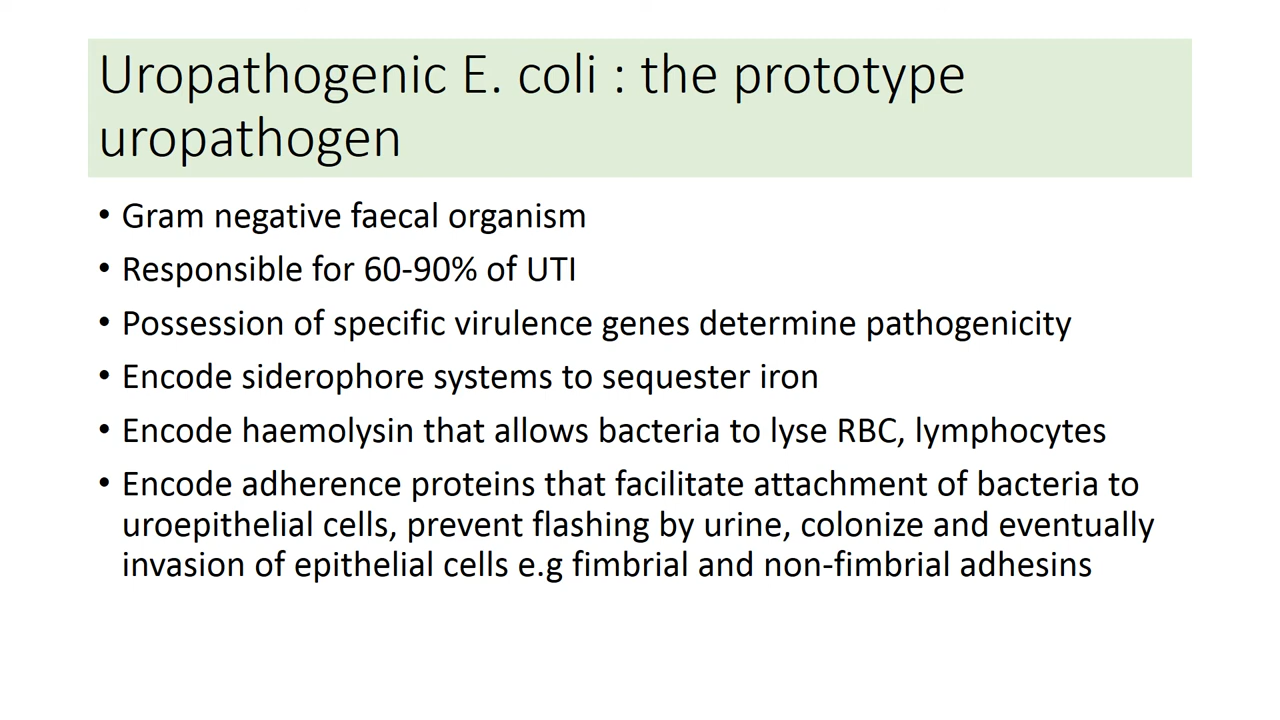 Uropathogenic E. coli : the prototype
uropathogen
• Gram negative faecal organism
• Responsible for 60-90% of UTI
• Possession of specific virulence genes determine pathogenicity
• Encode siderophore systems to sequester iron
• Encode haemolysin that allows bacteria to lyse RBC, lymphocytes
• Encode adherence proteins that facilitate attachment of bacteria to
uroepithelial cells, prevent flashing by urine, colonize and eventually
invasion of epithelial cells e.g fimbrial and non-fimbrial adhesins